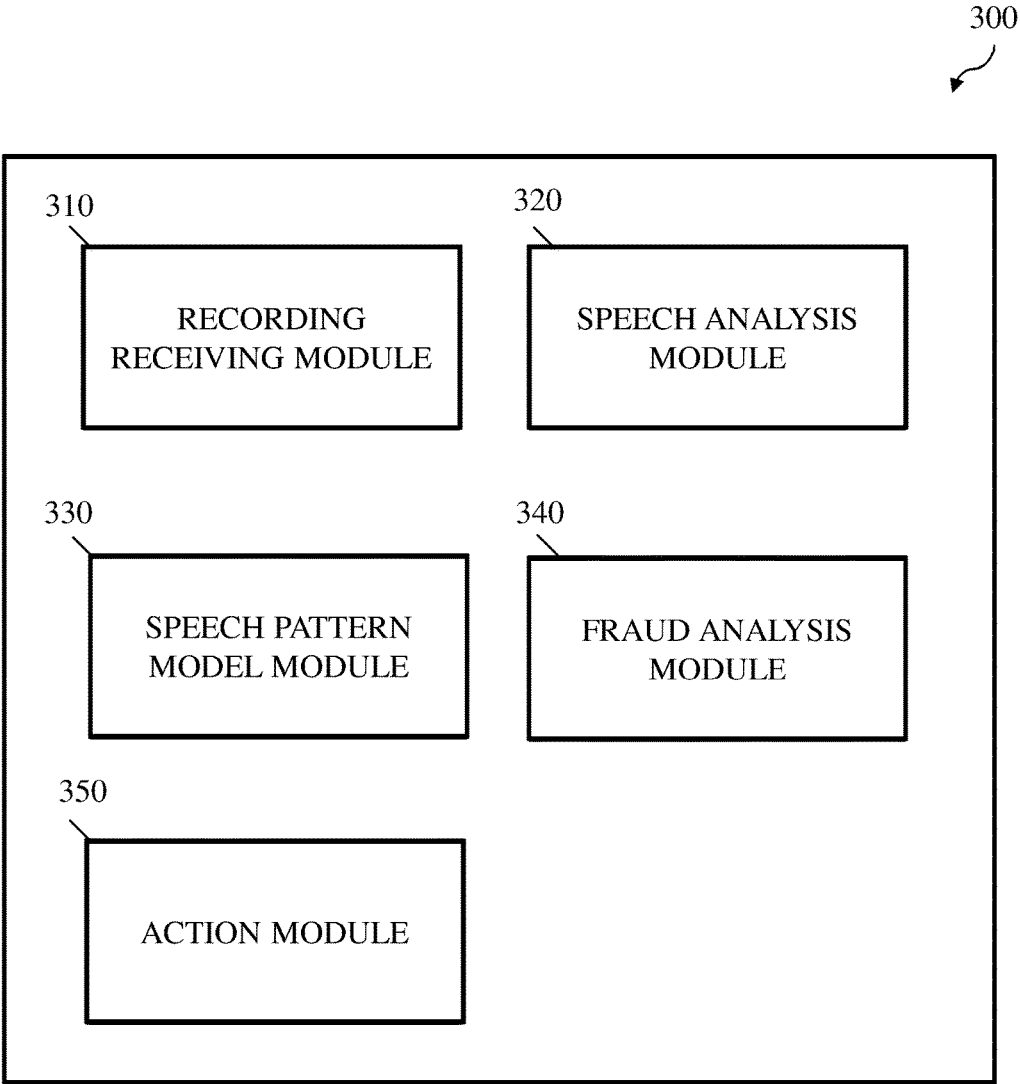 300
310
RECORDING
RECEIVING MODULE
320
SPEECH ANALYSIS
MODULE
330
SPEECH PATTERN
MODEL MODULE
340
FRAUD ANALYSIS
MODULE
350
ACTION MODULE